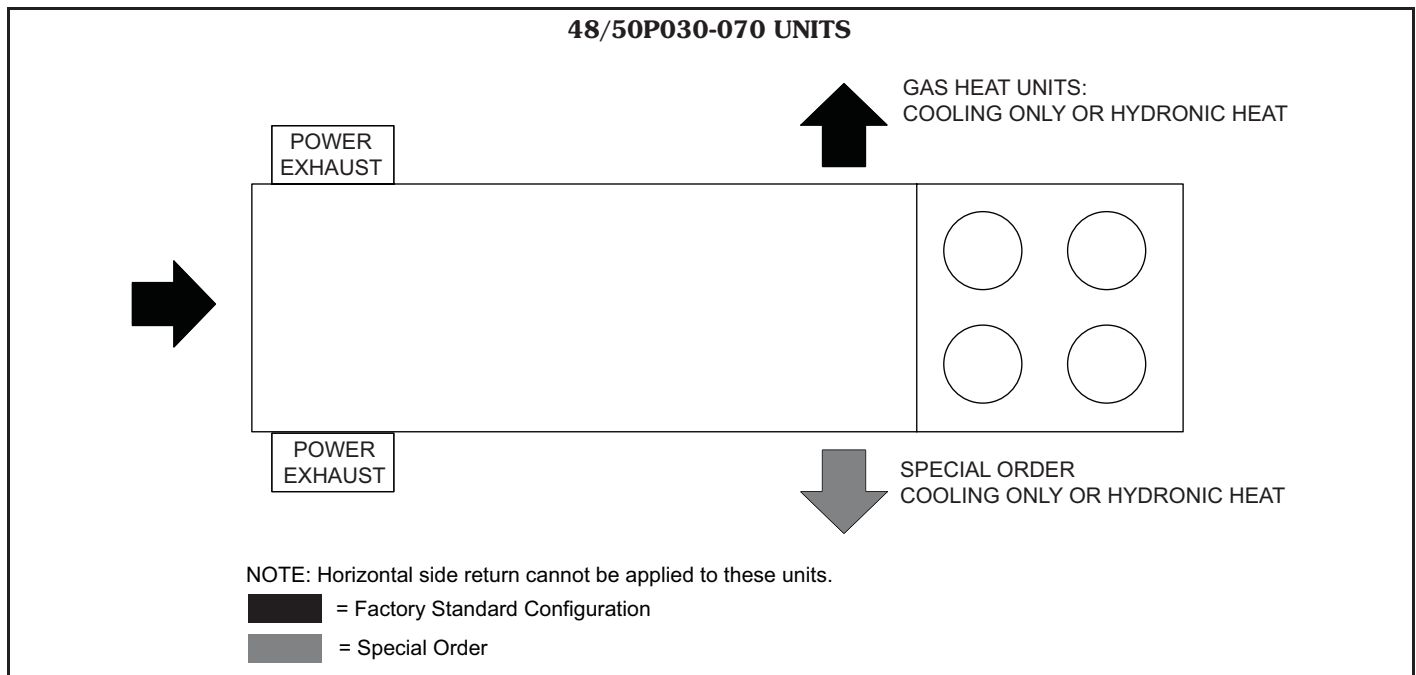 48/50P030-070 UNITS
GAS HEAT UNITS:
COOLING ONLY OR HYDRONIC HEAT
POWER
EXHAUST
POWER
EXHAUST
SPECIAL ORDER
COOLING ONLY OR HYDRONIC HEAT
NOTE: Horizontal side return cannot be applied to these units.
= Factory Standard Configuration
= Special Order